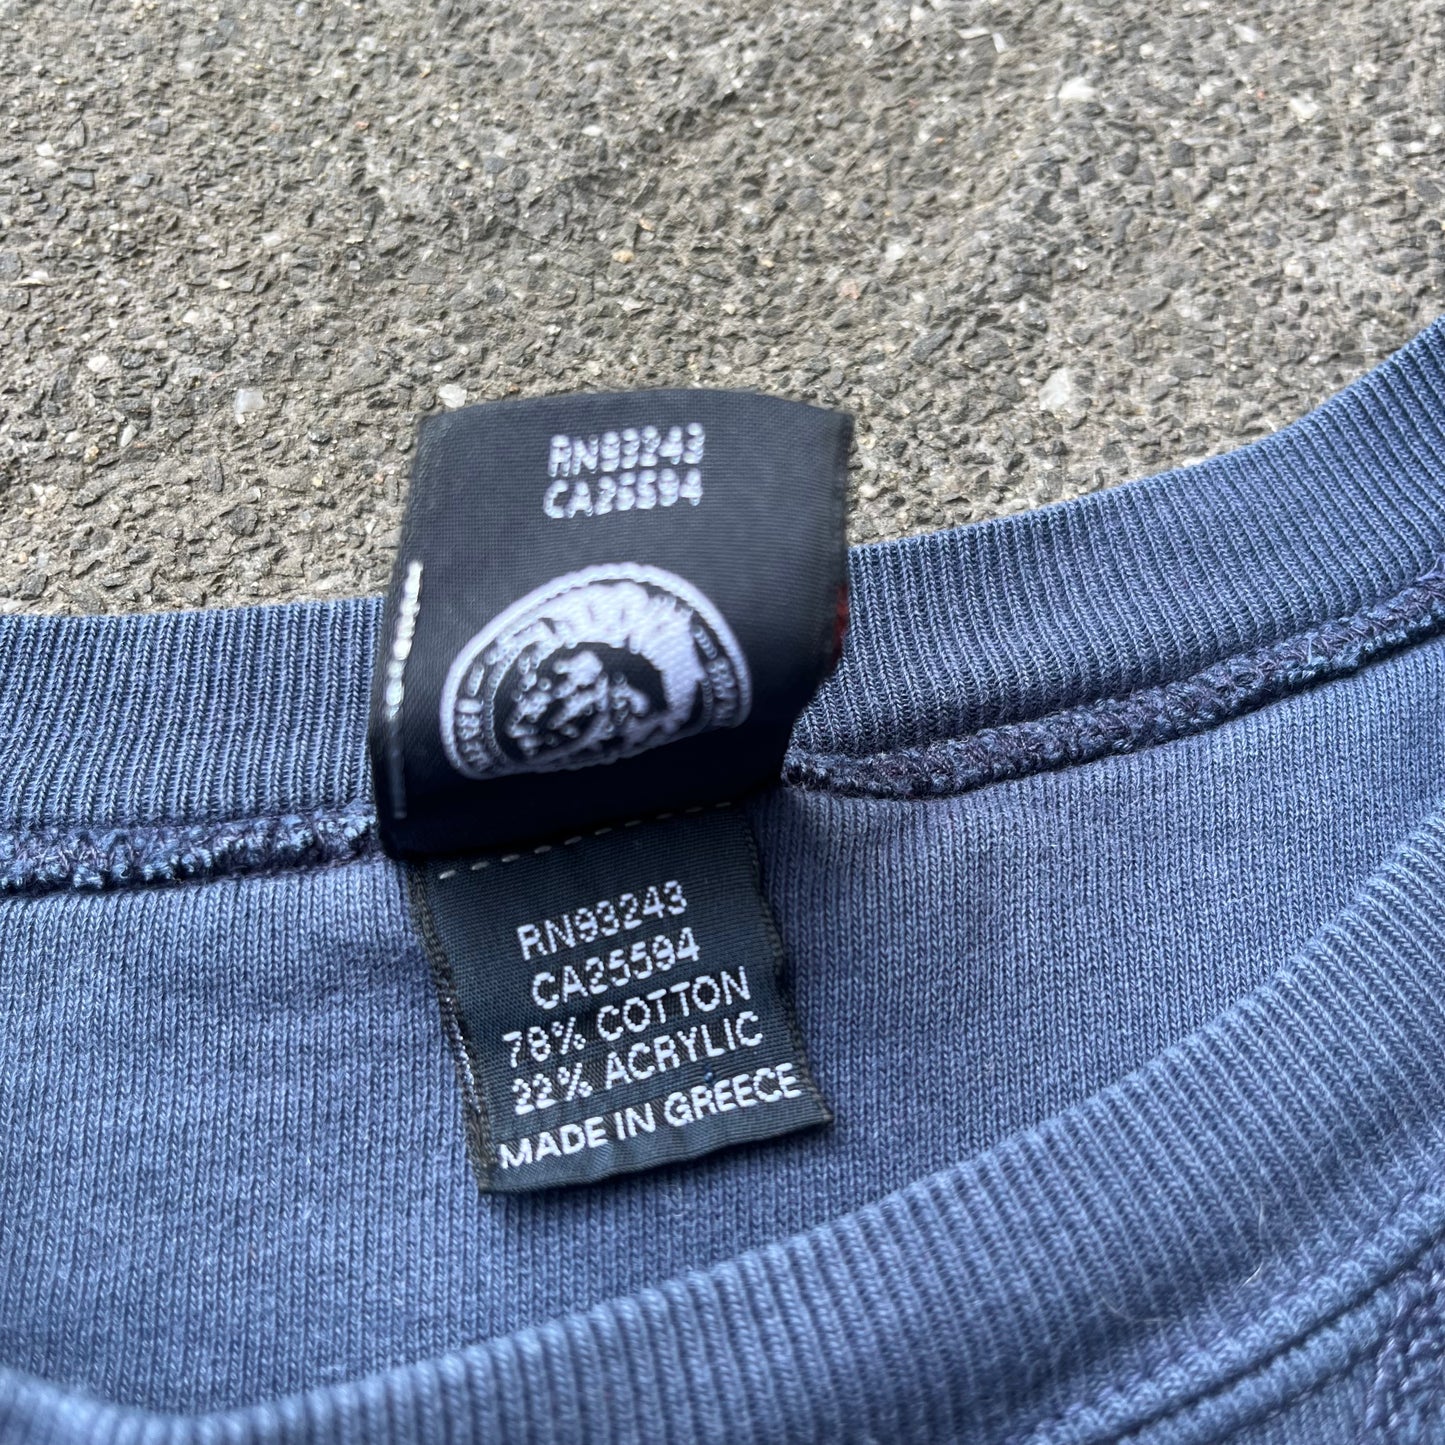 RN93243
CA25594
RN93243
CA25594
78% COTTON
22% ACRYLIC
MADE IN GREECE